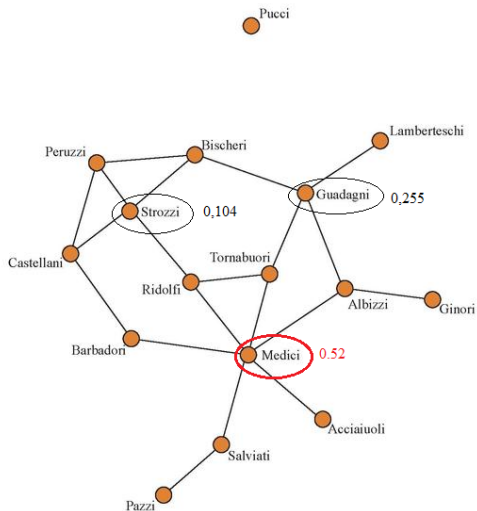 Pucci
Lamberteschi
Bischeri
Peruzzi
Guadagni 0,255
Strozzi 0,104
Castellani
Tornabuori
Ridolfi
Albizzi
Ginori
Barbadori
Medici 0.52
Acciaiuoli
Salviati
Pazzi